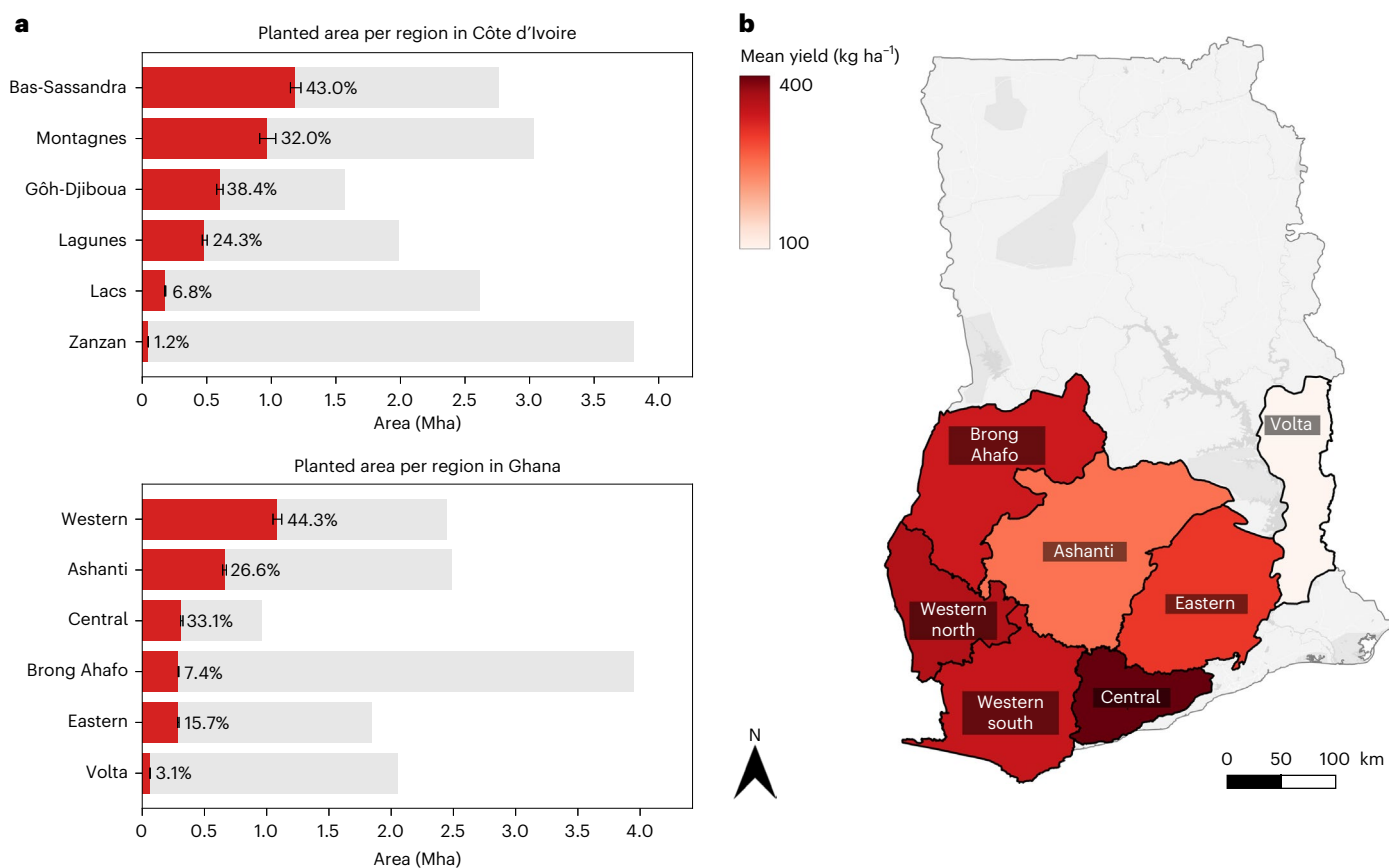 a
Planted area per region in Côte d'Ivoire
Bas-Sassandra
43.0%
Montagnes
32.0%
Gôh-Djiboua
38.4%
Lagunes
24.3%
Lacs
6.8%
Zanzan
1.2%
0 0.5 1.0 1.5 2.0 2.5 3.0 3.5 4.0
Area (Mha)
Planted area per region in Ghana
Western
44.3%
Ashanti
26.6%
Central
33.1%
Brong Ahafo
7.4%
Eastern
15.7%
Volta
3.1%
0 0.5 1.0 1.5 2.0 2.5 3.0 3.5 4.0
Area (Mha)
b
Mean yield (kg ha⁻¹)
400
100
Volta
Brong
Ahafo
Ashanti
Eastern
Western
north
Central
Western
south
N
0 50 100 km